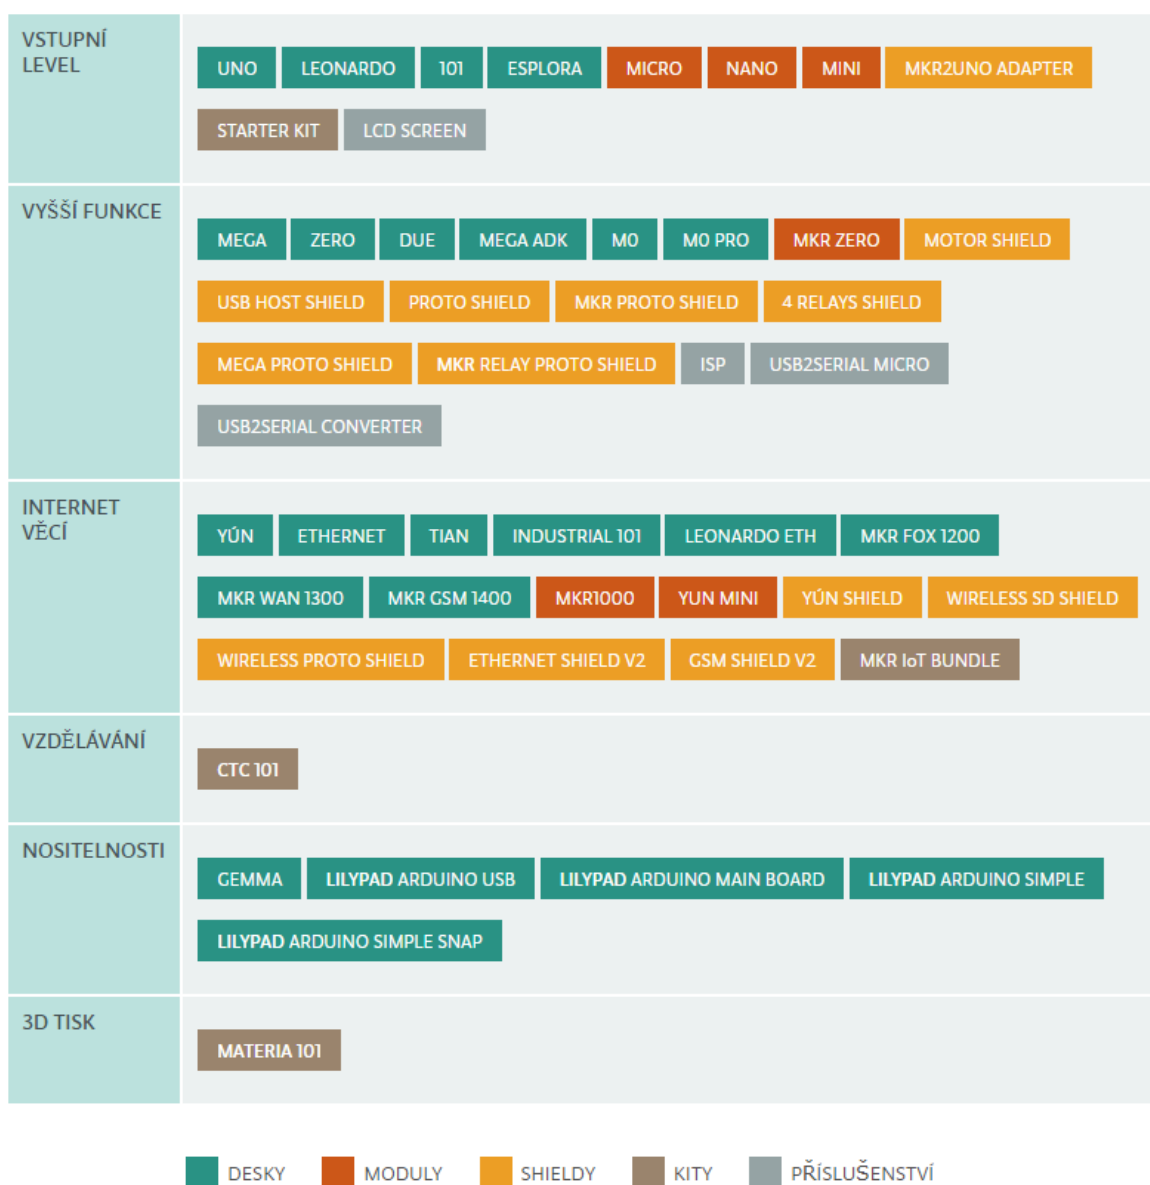 VSTUPNÍ
LEVEL
UNO LEONARDO 101 ESPLORA MICRO NANO MINI MKR2UNO ADAPTER
STARTER KIT LCD SCREEN
VYŠŠÍ FUNKCE
MEGA ZERO DUE MEGA ADK M0 M0 PRO MKR ZERO MOTOR SHIELD
USB HOST SHIELD PROTO SHIELD MKR PROTO SHIELD 4 RELAYS SHIELD
MEGA PROTO SHIELD MKR RELAY PROTO SHIELD ISP USB2SERIAL MICRO
USB2SERIAL CONVERTER
INTERNET
VĚCÍ
YÚN ETHERNET TIAN INDUSTRIAL 101 LEONARDO ETH MKR FOX 1200
MKR WAN 1300 MKR GSM 1400 MKR1000 YUN MINI YÚN SHIELD WIRELESS SD SHIELD
WIRELESS PROTO SHIELD ETHERNET SHIELD V2 GSM SHIELD V2 MKR IoT BUNDLE
VZDĚLÁVÁNÍ
CTC 101
NOSITELNOSTI
GEMMA LILYPAD ARDUINO USB LILYPAD ARDUINO MAIN BOARD LILYPAD ARDUINO SIMPLE
LILYPAD ARDUINO SIMPLE SNAP
3D TISK
MATERIA 101
DESKY MODULY SHIELDY KITY PŘÍSLUŠENSTVÍ